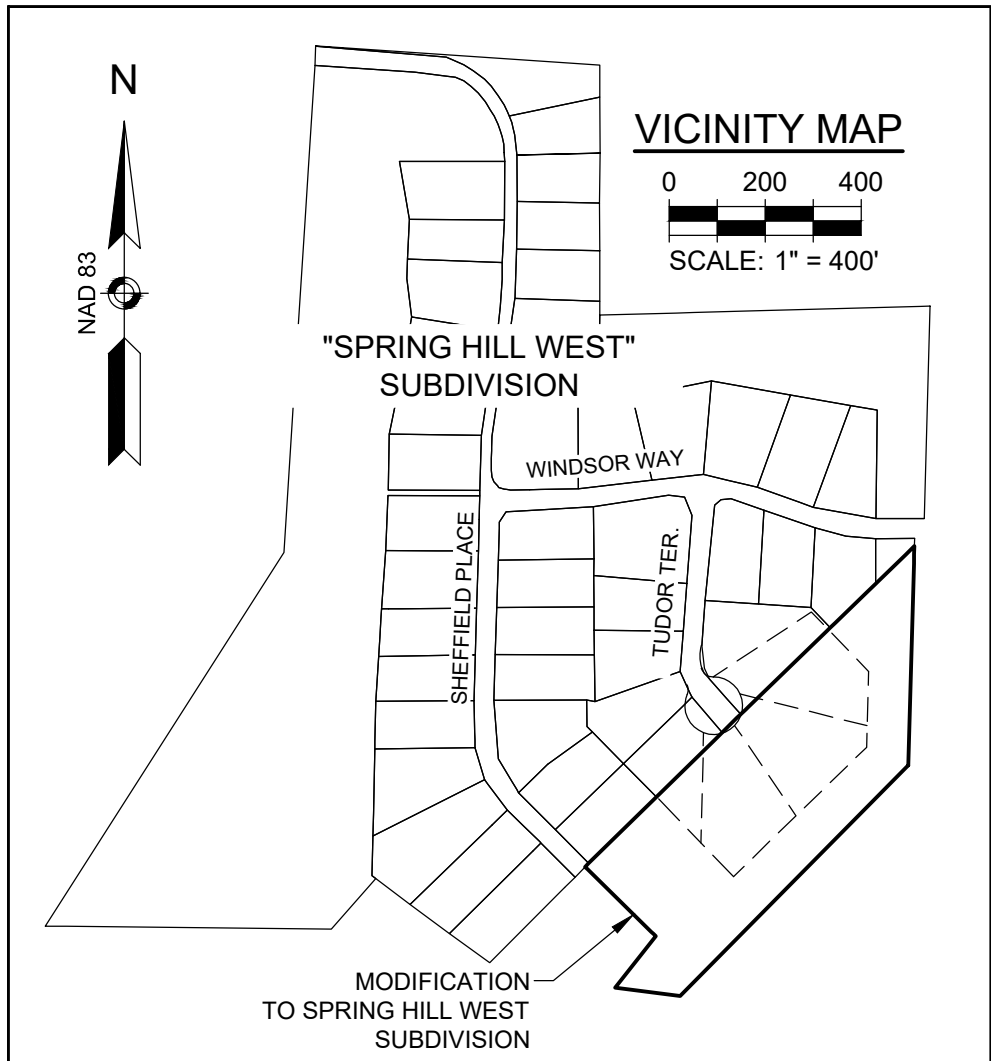 N
NAD 83
VICINITY MAP
0 200 400
SCALE: 1" = 400'
"SPRING HILL WEST"
SUBDIVISION
WINDSOR WAY
SHEFFIELD PLACE
TUDOR TER.
MODIFICATION
TO SPRING HILL WEST
SUBDIVISION